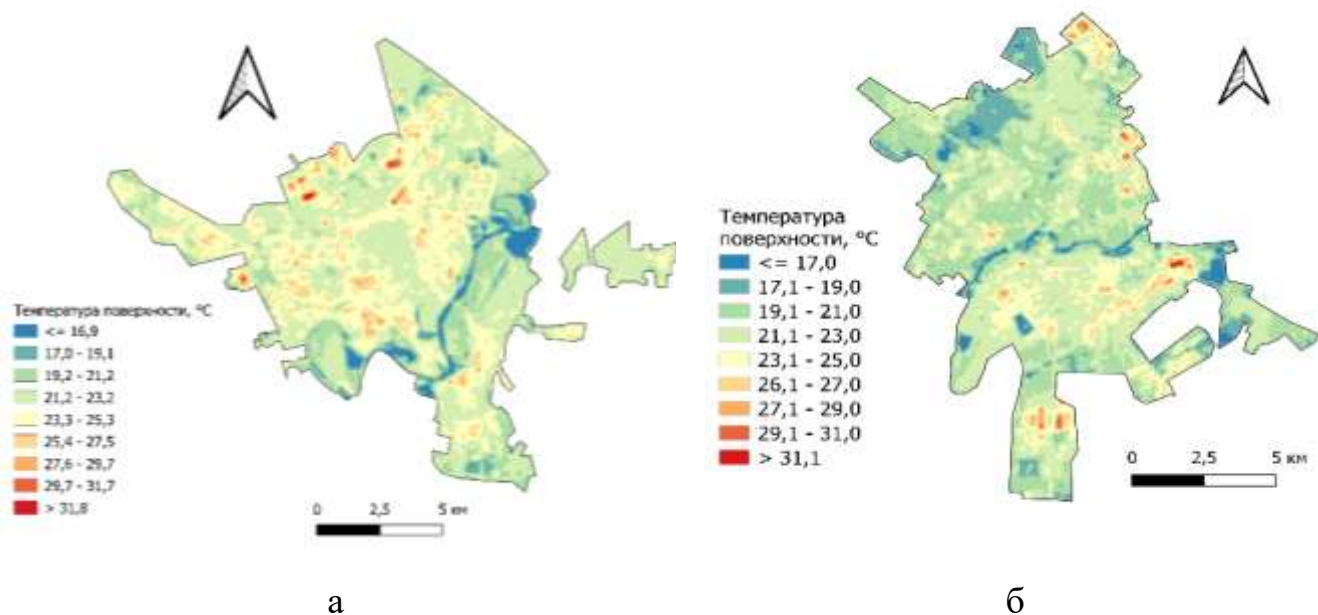 Температура поверхности, °С
<= 16,9
17,0 - 19,1
19,2 - 21,2
21,2 - 23,2
23,3 - 25,3
25,4 - 27,5
27,6 - 29,7
29,7 - 31,7
> 31,8
0 2,5 5 км
а
Температура
поверхности, °С
<= 17,0
17,1 - 19,0
19,1 - 21,0
21,1 - 23,0
23,1 - 25,0
26,1 - 27,0
27,1 - 29,0
29,1 - 31,0
> 31,1
0 2,5 5 км
б